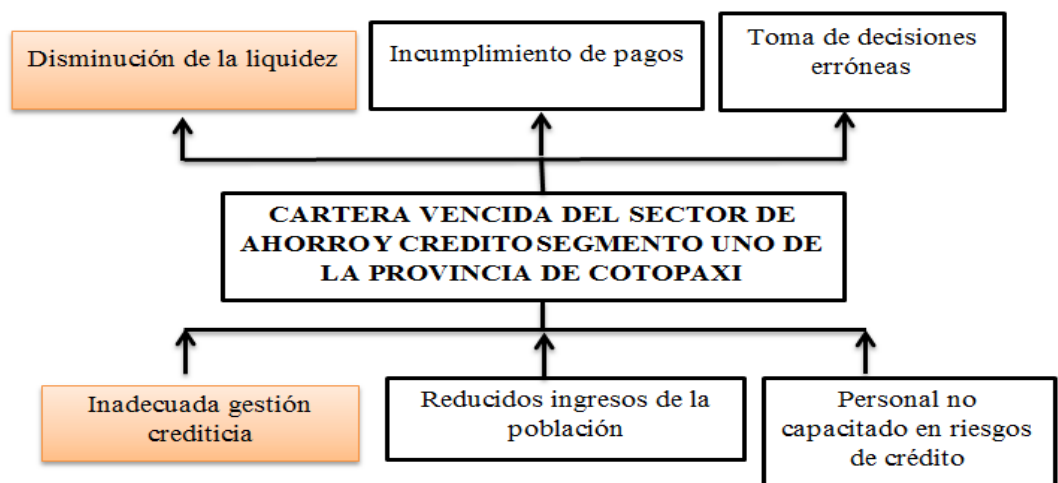 Disminución de la liquidez
Incumplimiento de pagos
Toma de decisiones
erróneas
CARTERA VENCIDA DEL SECTOR DE
AHORRO Y CREDITO SEGMENTO UNO DE
LA PROVINCIA DE COTOPAXI
Inadecuada gestión
crediticia
Reducidos ingresos de la
población
Personal no
capacitado en riesgos
de crédito